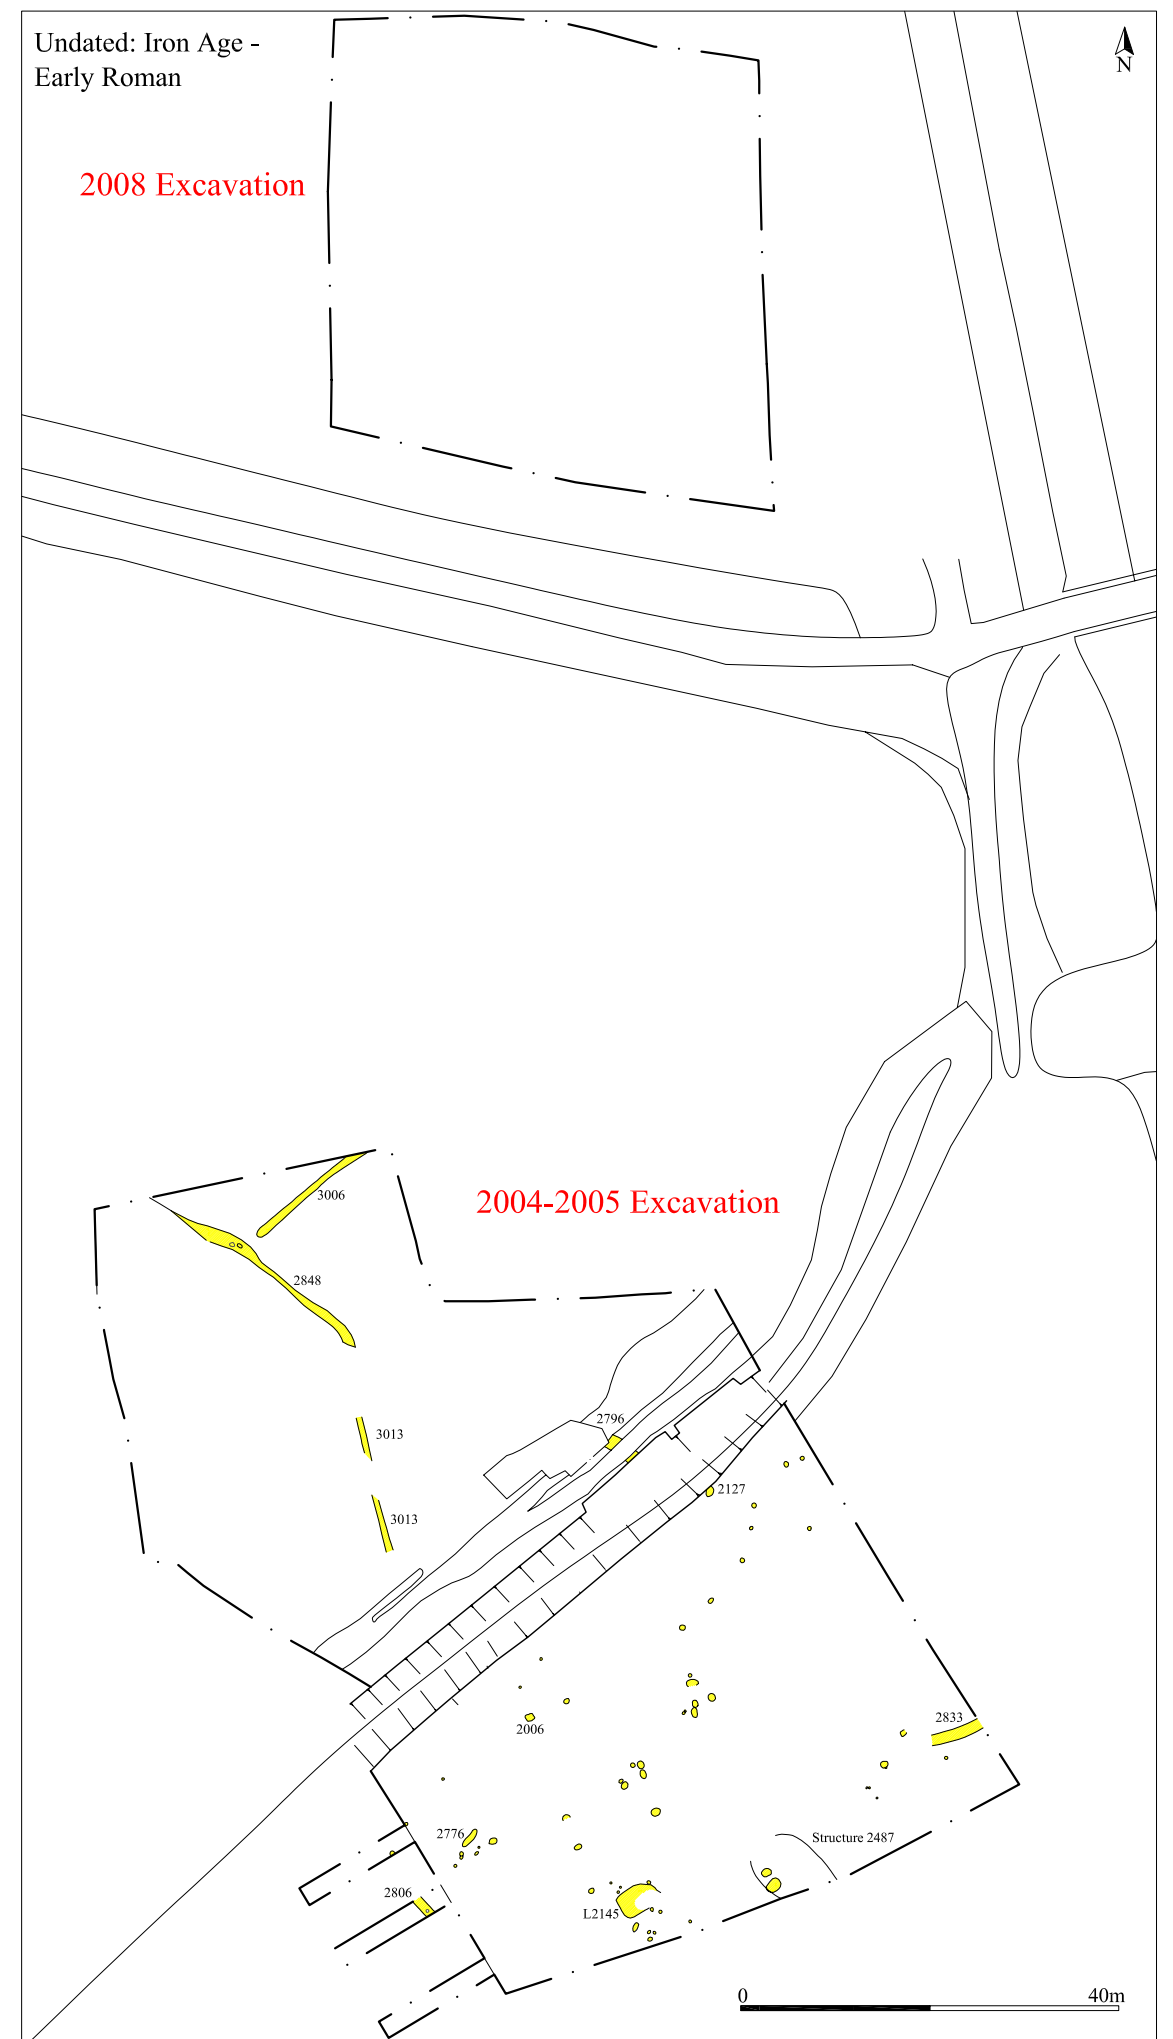 Undated: Iron Age -
Early Roman
N
2008 Excavation
3006
2004-2005 Excavation
2848
2796
3013
2127
3013
2006
2833
2776
Structure 2487
2806
L2145
0 40m